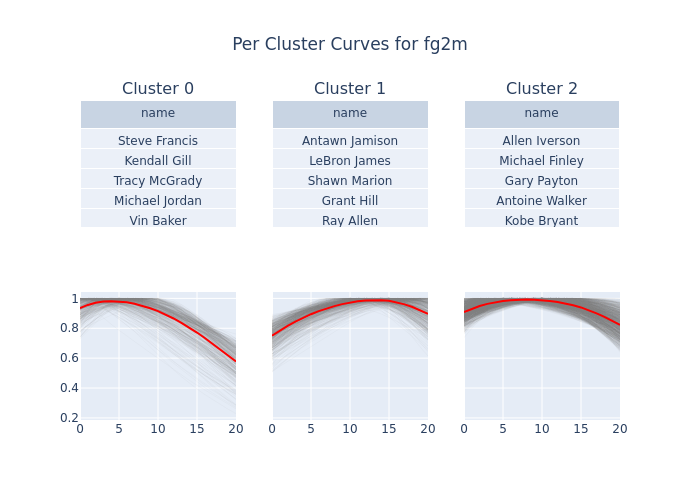 Per Cluster Curves for fg2m
Cluster 0
name
Steve Francis
Kendall Gill
Tracy McGrady
Michael Jordan
Vin Baker
Cluster 1
name
Antawn Jamison
LeBron James
Shawn Marion
Grant Hill
Ray Allen
Cluster 2
name
Allen Iverson
Michael Finley
Gary Payton
Antoine Walker
Kobe Bryant
1
0.8
0.6
0.4
0.2
0 5 10 15 20
0 5 10 15 20
0 5 10 15 20